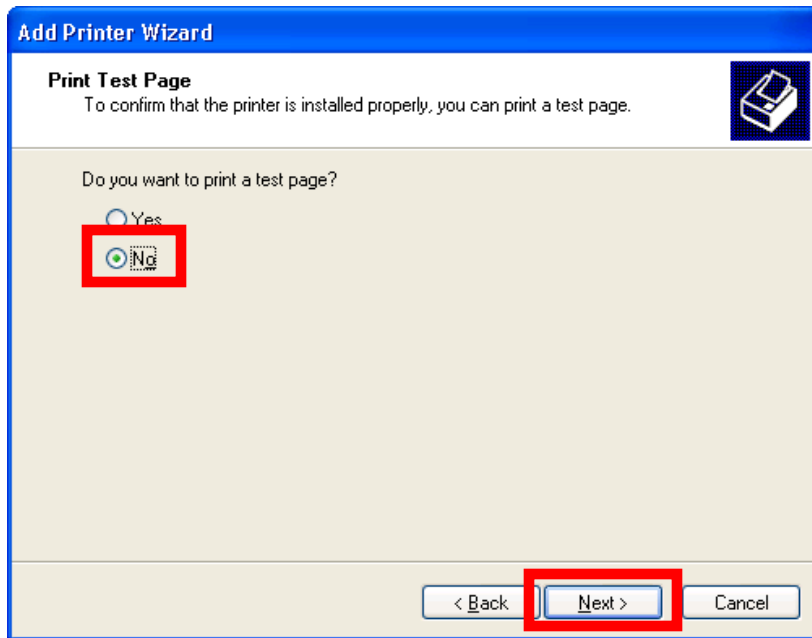 Add Printer Wizard
Print Test Page
To confirm that the printer is installed properly, you can print a test page.
Do you want to print a test page?
Yes
No
< Back
Next >
Cancel